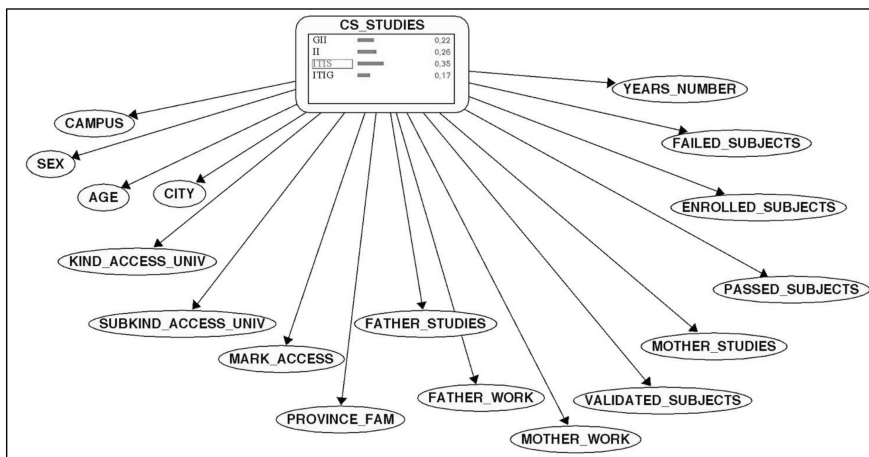 CS_STUDIES
GII 0,22
II 0,26
ITIS 0,35
ITIG 0,17
YEARS_NUMBER
CAMPUS
FAILED_SUBJECTS
SEX
AGE
CITY
ENROLLED_SUBJECTS
KIND_ACCESS_UNIV
PASSED_SUBJECTS
SUBKIND_ACCESS_UNIV
FATHER_STUDIES
MOTHER_STUDIES
MARK_ACCESS
FATHER_WORK
VALIDATED_SUBJECTS
PROVINCE_FAM
MOTHER_WORK